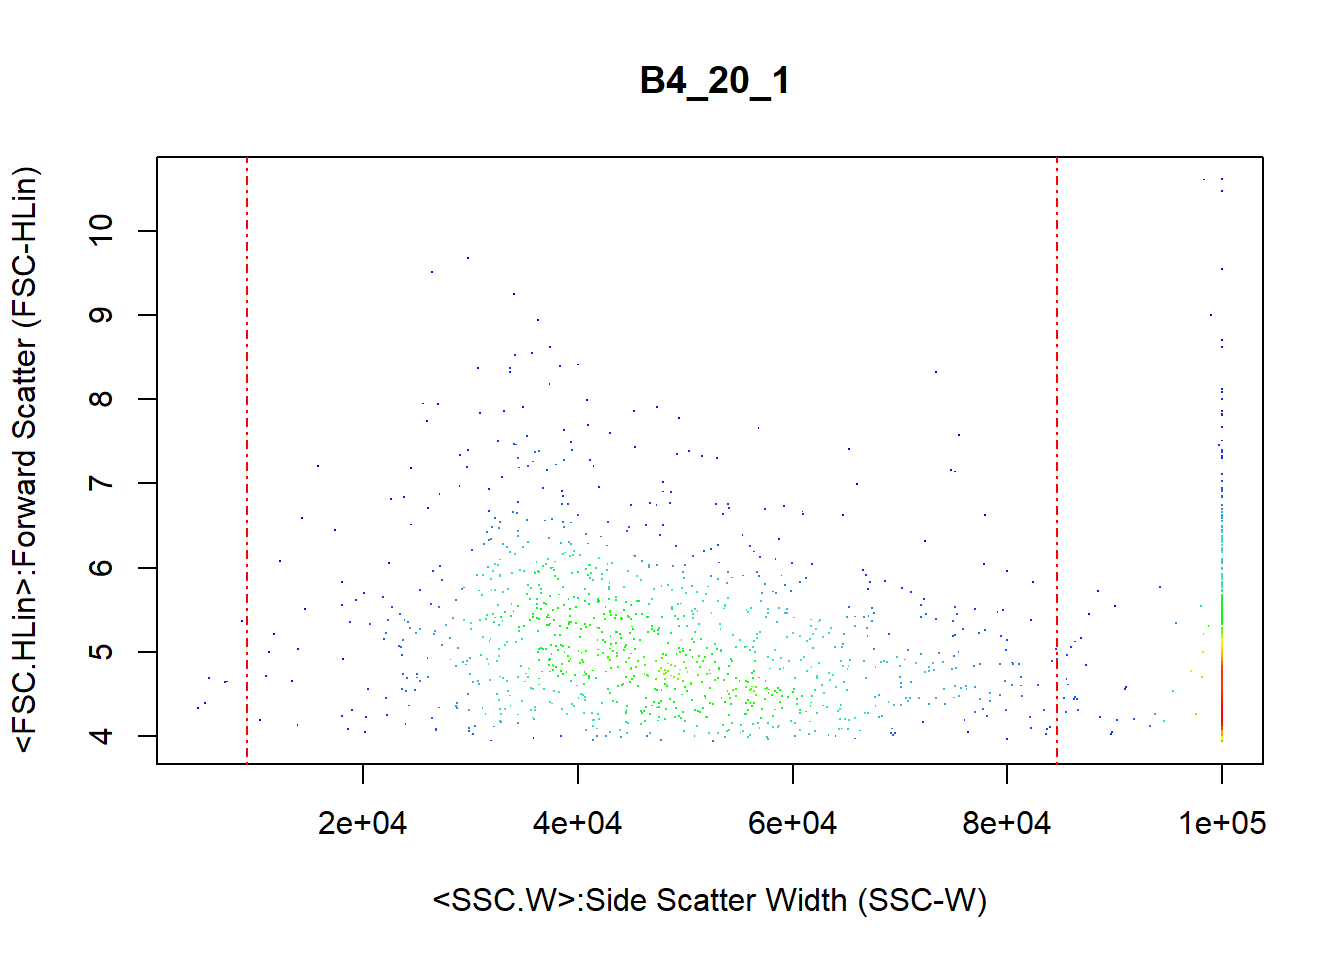 B4_20_1
<FSC.HLin>:Forward Scatter (FSC-HLin)
10
9
8
7
6
5
4
2e+04 4e+04 6e+04 8e+04 1e+05
<SSC.W>:Side Scatter Width (SSC-W)